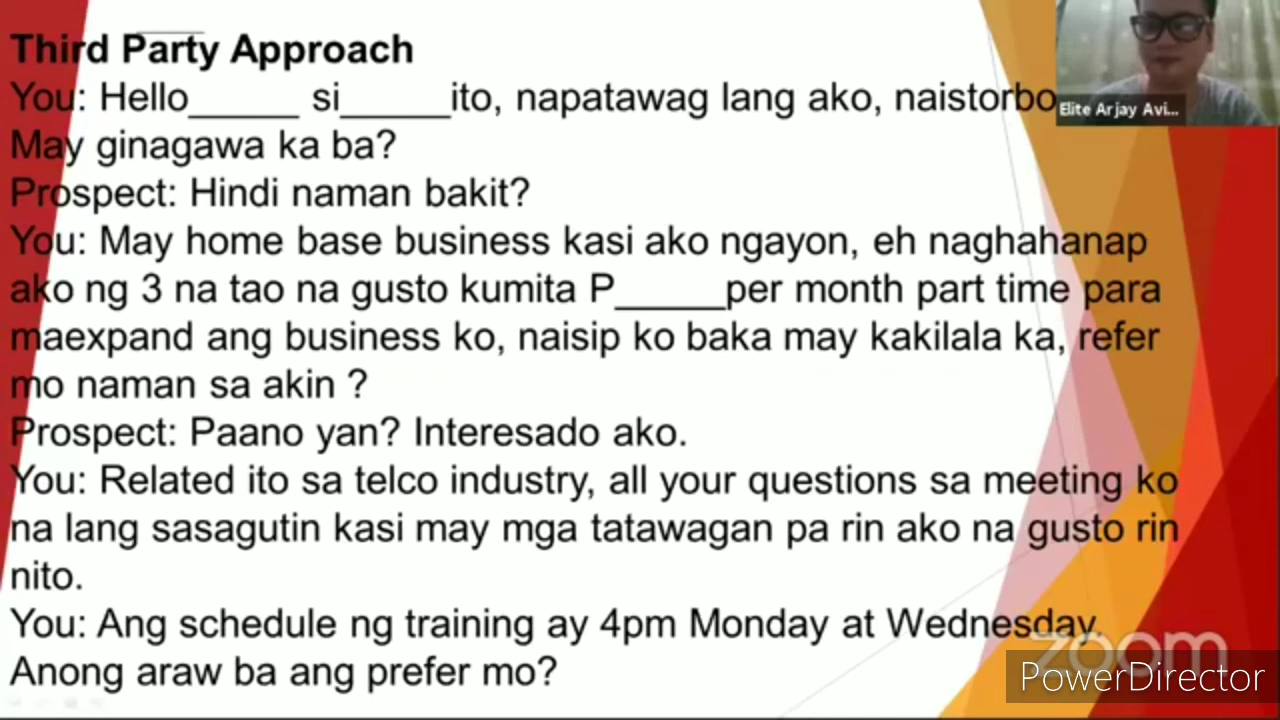 Third Party Approach
You: Hello_____ si_____ito, napatawag lang ako, naistorbo
May ginagawa ka ba?
Prospect: Hindi naman bakit?
You: May home base business kasi ako ngayon, eh naghahanap
ako ng 3 na tao na gusto kumita P_____per month part time para
maexpand ang business ko, naisip ko baka may kakilala ka, refer
mo naman sa akin ?
Prospect: Paano yan? Interesado ako.
You: Related ito sa telco industry, all your questions sa meeting ko
na lang sasagutin kasi may mga tatawagan pa rin ako na gusto rin
nito.
You: Ang schedule ng training ay 4pm Monday at Wednesday
Anong araw ba ang prefer mo?
Elite Arjay Avi...
zoom
PowerDirector